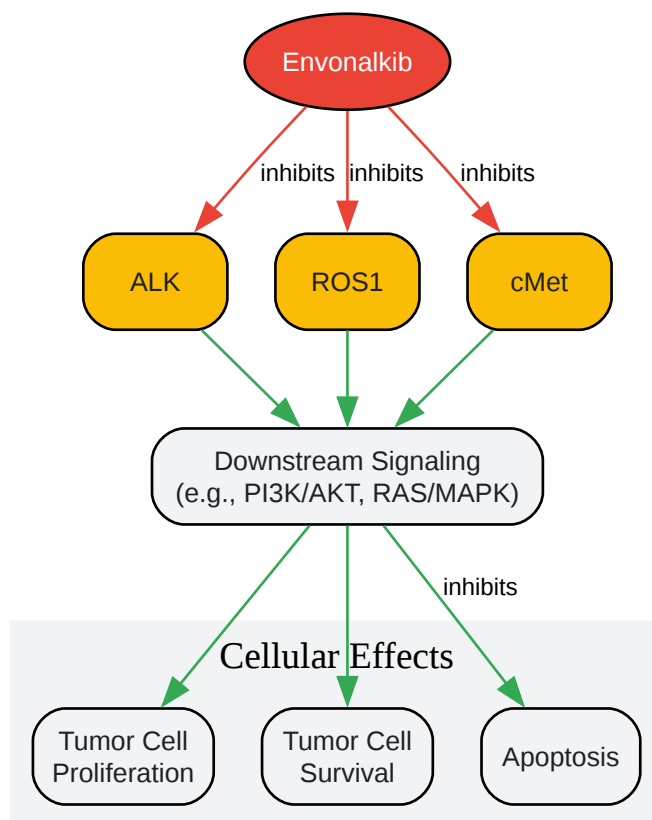 Envonalkib
inhibits
inhibits
inhibits
ALK
ROS1
cMet
Downstream Signaling
(e.g., PI3K/AKT, RAS/MAPK)
inhibits
Cellular Effects
Tumor Cell
Proliferation
Tumor Cell
Survival
Apoptosis